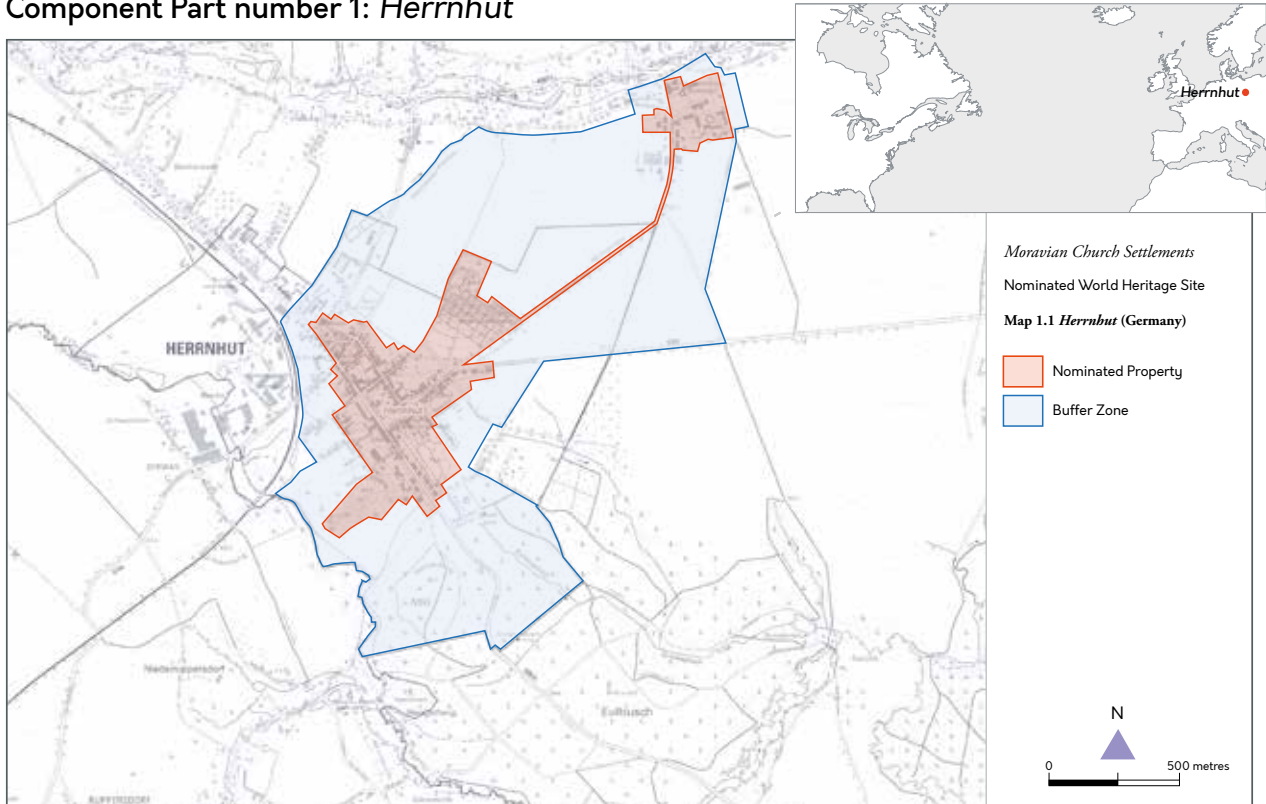 Component Part number 1: Herrnhut
Herrnhut
Moravian Church Settlements
Nominated World Heritage Site
Map 1.1 Herrnhut (Germany)
Nominated Property
Buffer Zone
HERRNHUT
N
0 500 metres